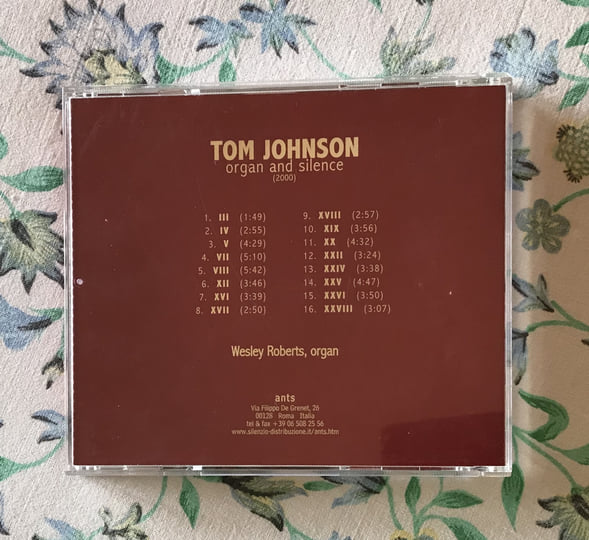 TOM JOHNSON
organ and silence
(2000)
1. III (1:49)
2. IV (2:55)
3. V (4:29)
4. VII (5:10)
5. VIII (5:42)
6. XII (3:46)
7. XVI (3:39)
8. XVII (2:50)
9. XVIII (2:57)
10. XIX (3:56)
11. XX (4:32)
12. XXII (3:24)
13. XXIV (3:38)
14. XXV (4:47)
15. XXVI (3:50)
16. XXVIII (3:07)
Wesley Roberts, organ
ants
Via Filippo De Grenet, 26
00128 Roma Italia
tel & fax +39 06 508 25 56
www.silenzio-distribuzione.it/ants.htm